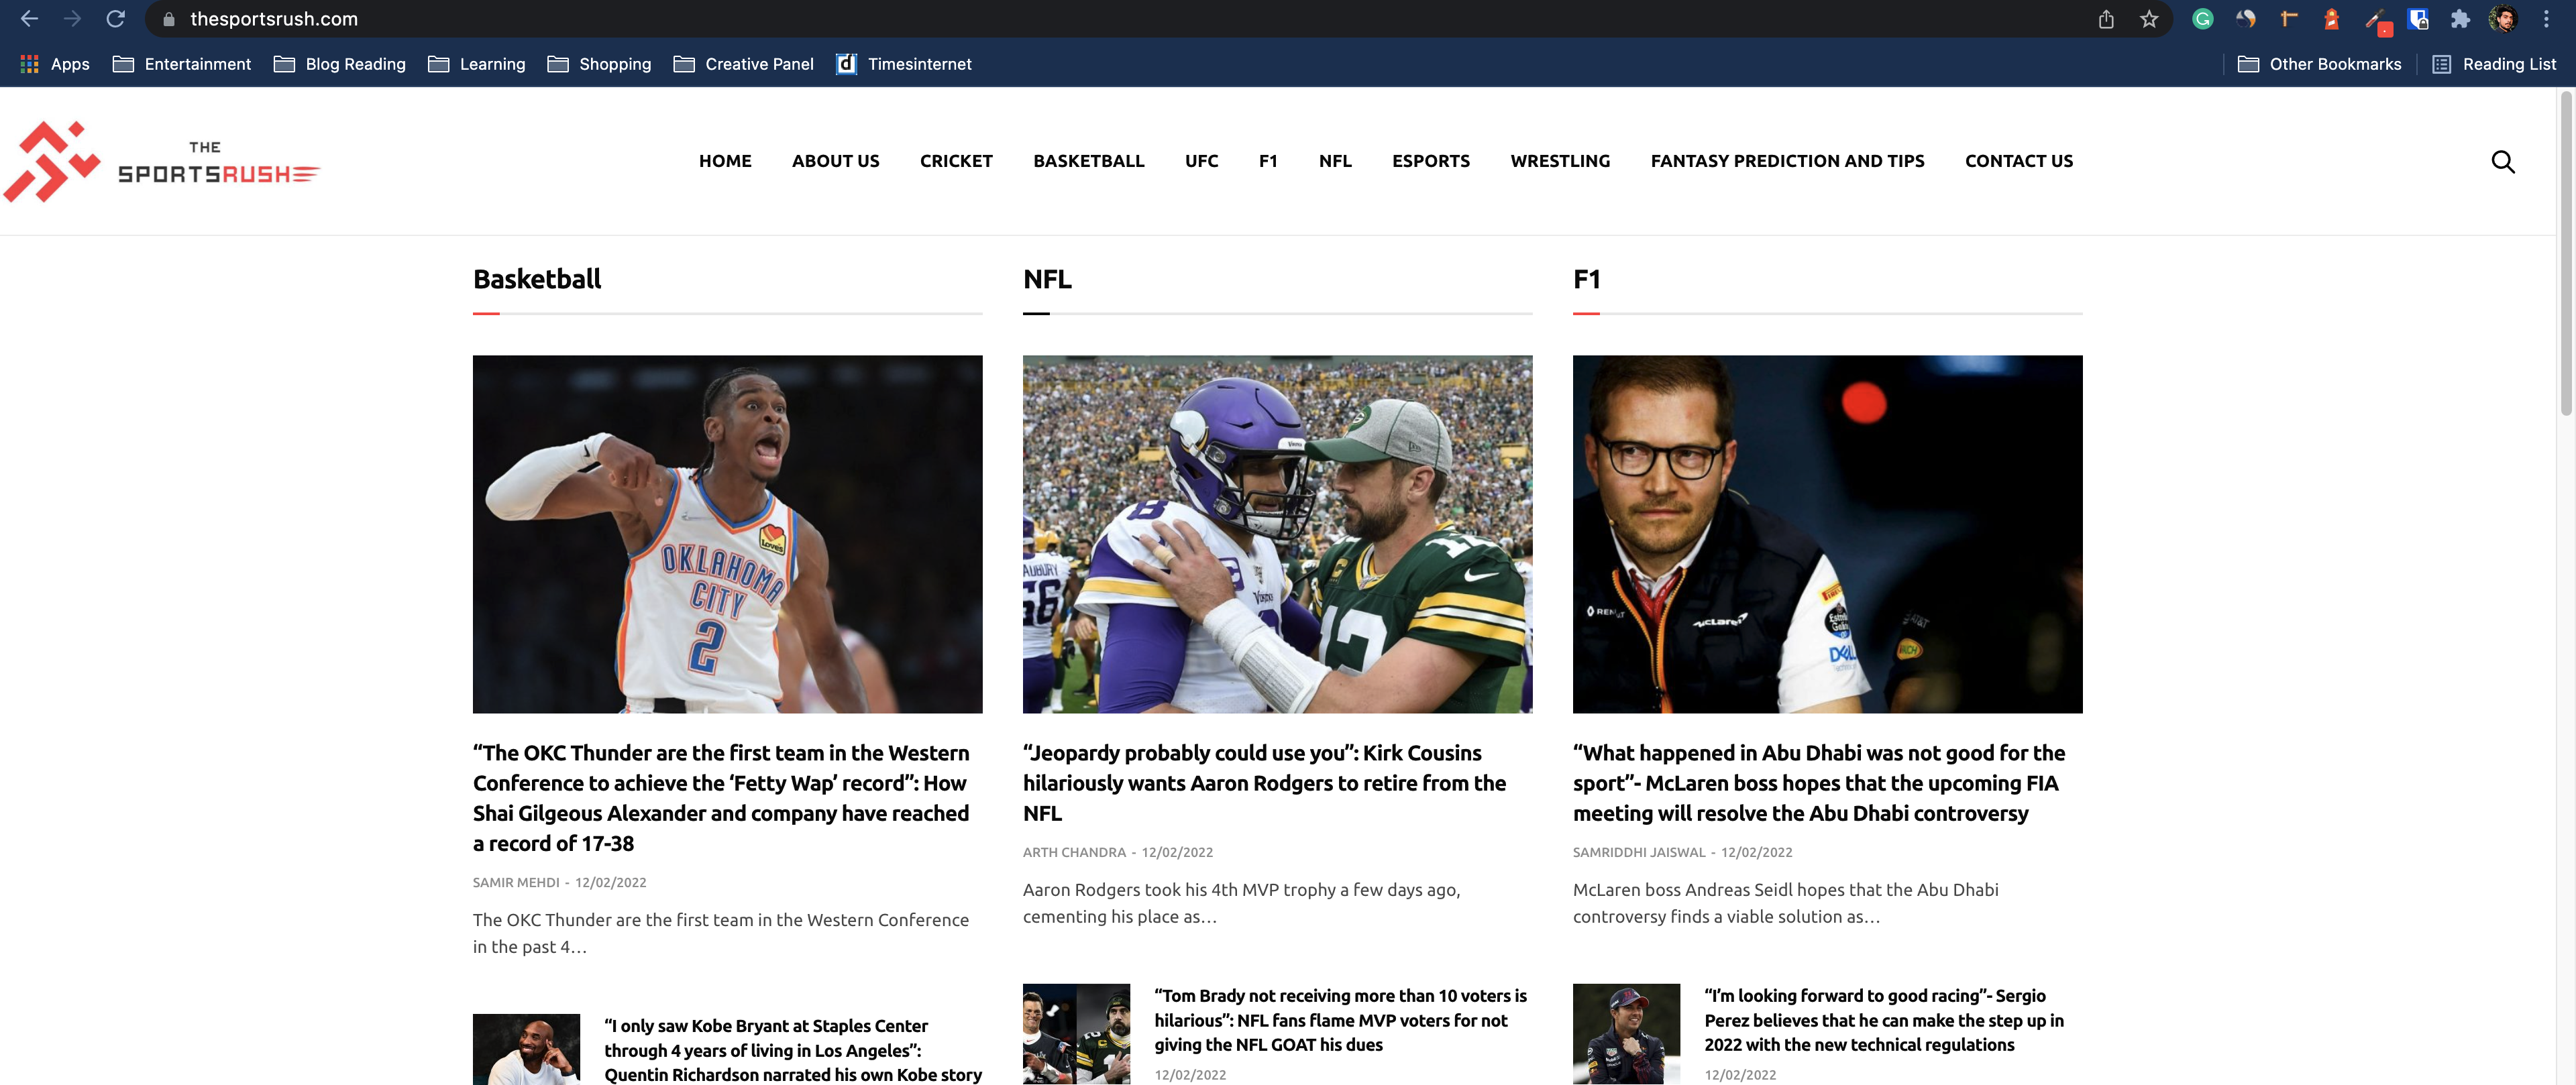 thesportsrush.com
Apps
Entertainment
Blog Reading
Learning
Shopping
Creative Panel
d
Timesinternet
Other Bookmarks
Reading List
THE
SPORTSRUSH
HOME
ABOUT US
CRICKET
BASKETBALL
UFC
F1
NFL
ESPORTS
WRESTLING
FANTASY PREDICTION AND TIPS
CONTACT US
Basketball
Love's
OKLAHOMA
CITY
2
“The OKC Thunder are the first team in the Western
Conference to achieve the ‘Fetty Wap’ record”: How
Shai Gilgeous Alexander and company have reached
a record of 17-38
SAMIR MEHDI - 12/02/2022
The OKC Thunder are the first team in the Western Conference
in the past 4…
“I only saw Kobe Bryant at Staples Center
through 4 years of living in Los Angeles”:
Quentin Richardson narrated his own Kobe story
NFL
8
C
12
12
“Jeopardy probably could use you”: Kirk Cousins
hilariously wants Aaron Rodgers to retire from the
NFL
ARTH CHANDRA - 12/02/2022
Aaron Rodgers took his 4th MVP trophy a few days ago,
cementing his place as…
“Tom Brady not receiving more than 10 voters is
hilarious”: NFL fans flame MVP voters for not
giving the NFL GOAT his dues
12/02/2022
F1
McLaren
DELL
“What happened in Abu Dhabi was not good for the
sport”- McLaren boss hopes that the upcoming FIA
meeting will resolve the Abu Dhabi controversy
SAMRIDDHI JAISWAL - 12/02/2022
McLaren boss Andreas Seidl hopes that the Abu Dhabi
controversy finds a viable solution as…
“I’m looking forward to good racing”- Sergio
Perez believes that he can make the step up in
2022 with the new technical regulations
12/02/2022